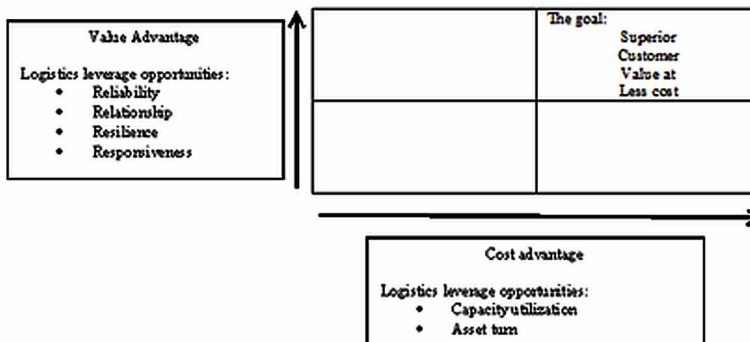 Value Advantage
Logistics leverage opportunities:
• Reliability
• Relationship
• Resilience
• Responsiveness
The goal:
Superior
Customer
Value at
Less cost
Cost advantage
Logistics leverage opportunities:
• Capacity utilization
• Asset turn